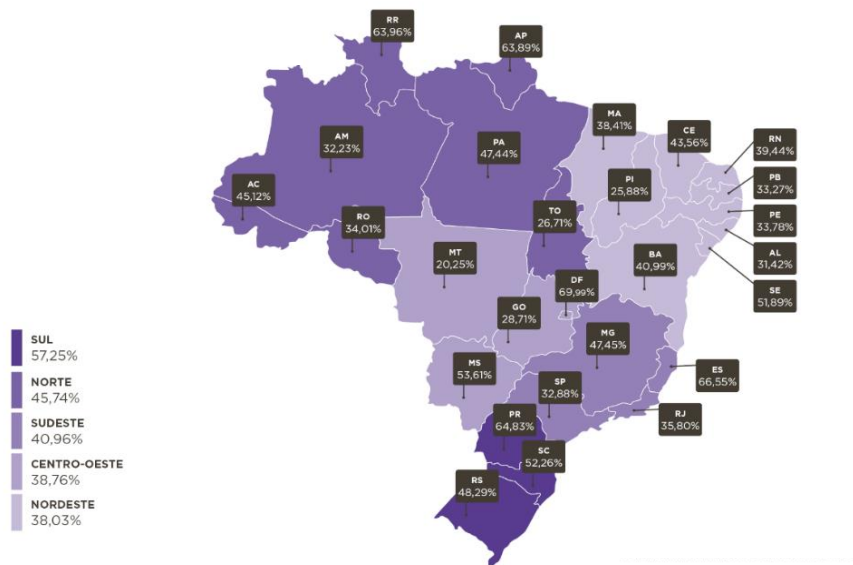 RR
63,96%
AP
63,89%
MA
38,41%
CE
43,56%
RN
39,44%
AM
32,23%
PA
47,44%
PI
25,88%
PB
33,27%
AC
45,12%
TO
26,71%
PE
33,78%
RO
34,01%
MT
20,25%
BA
40,99%
AL
31,42%
DF
69,99%
SE
51,89%
GO
28,71%
MG
47,45%
MS
53,61%
SP
32,88%
ES
66,55%
RJ
35,80%
PR
64,83%
SC
52,26%
RS
48,29%
SUL
57,25%
NORTE
45,74%
SUDESTE
40,96%
CENTRO-OESTE
38,76%
NORDESTE
38,03%